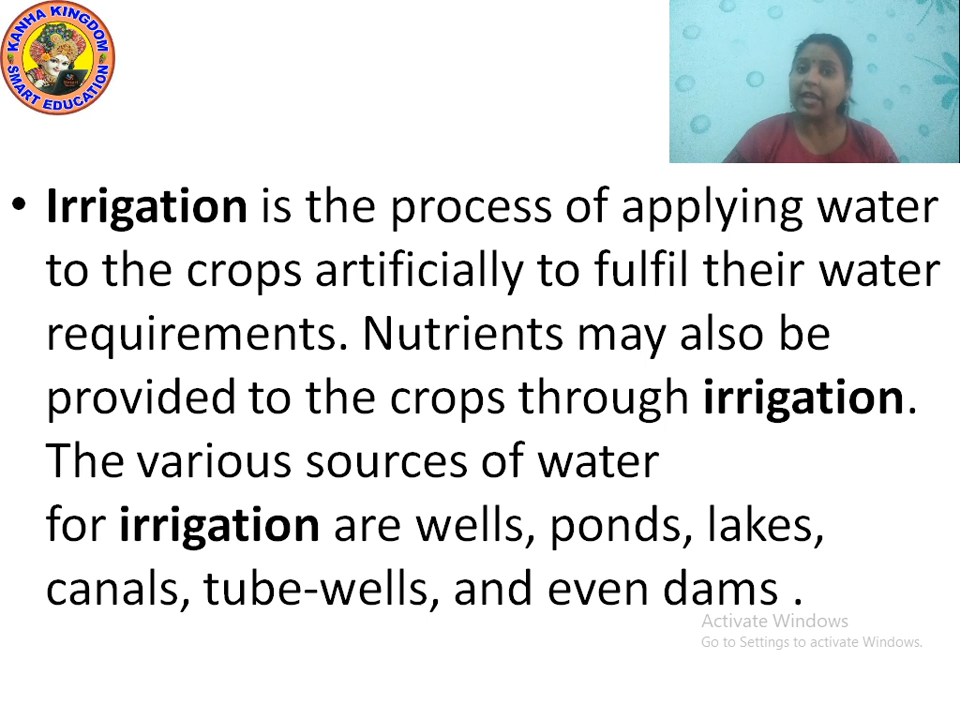 KANHA KINGDOM
SMART EDUCATION
• Irrigation is the process of applying water
to the crops artificially to fulfil their water
requirements. Nutrients may also be
provided to the crops through irrigation.
The various sources of water
for irrigation are wells, ponds, lakes,
canals, tube-wells, and even dams .
Activate Windows
Go to Settings to activate Windows.